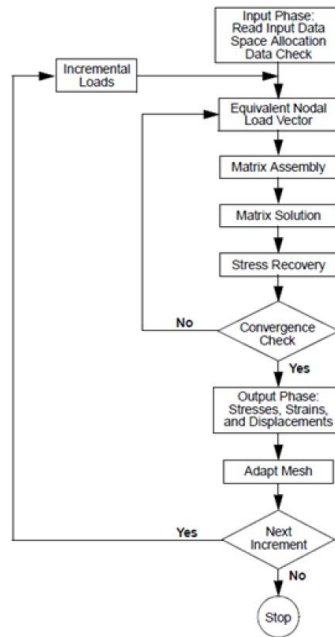 Input Phase:
Read Input Data
Space Allocation
Data Check
Incremental
Loads
Equivalent Nodal
Load Vector
Matrix Assembly
Matrix Solution
Stress Recovery
No
Convergence
Check
Yes
Output Phase:
Stresses, Strains,
and Displacements
Adapt Mesh
Yes
Next
Increment
No
Stop